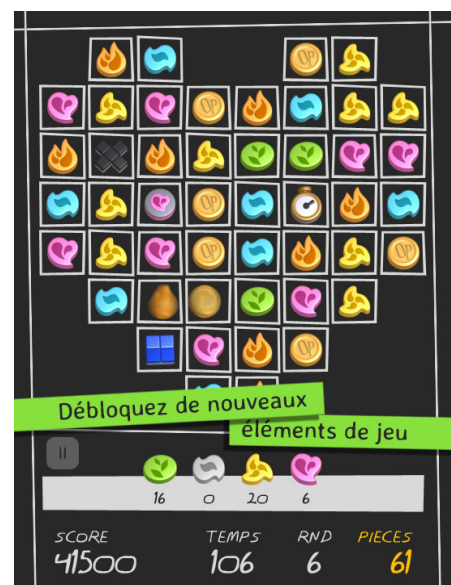 OP
OP
OP
OP
OP
Débloquez de nouveaux
éléments de jeu
16 0 20 6
SCORE TEMPS RND PIECES
41500 106 6 61